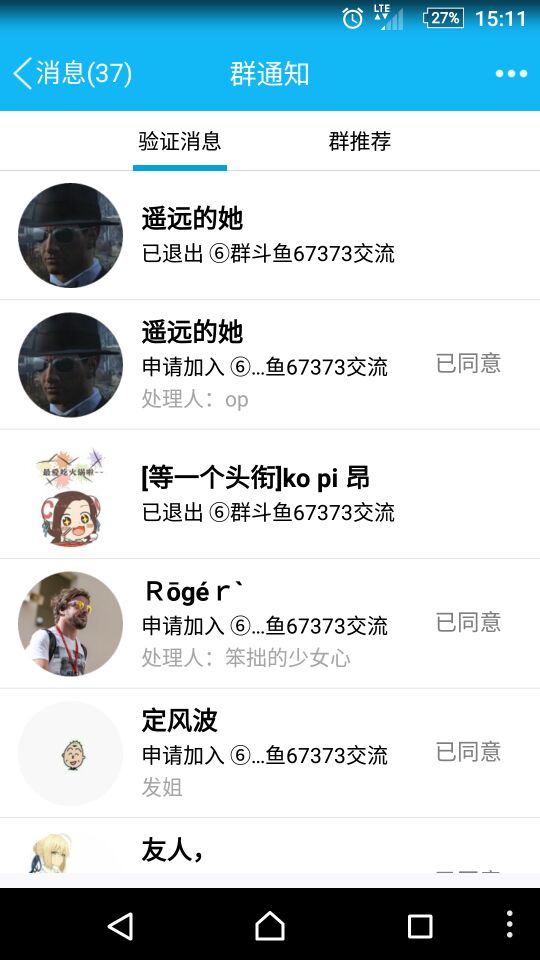 LTE 27% 15:11
消息(37) 群通知
验证消息 群推荐
遥远的她
已退出 ⑥群斗鱼67373交流
遥远的她
申请加入 ⑥...鱼67373交流 已同意
处理人：op
最爱吃火锅啦--
[等一个头衔]ko pi 昂
已退出 ⑥群斗鱼67373交流
Ｒōgéｒ`
申请加入 ⑥...鱼67373交流 已同意
处理人：笨拙的少女心
定风波
申请加入 ⑥...鱼67373交流 已同意
发姐
友人，